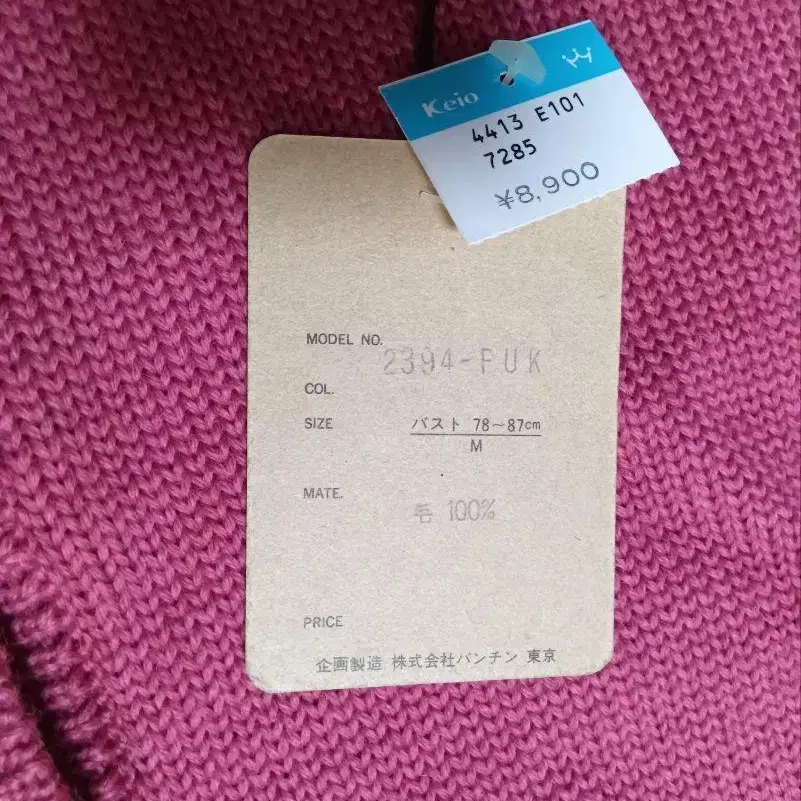 Keio
4413 E101
7285
¥8,900
MODEL NO. 2394-FUK
COL.
SIZE バスト 78~87cm
M
MATE. 毛 100%
PRICE
企画製造 株式会社バンチン 東京